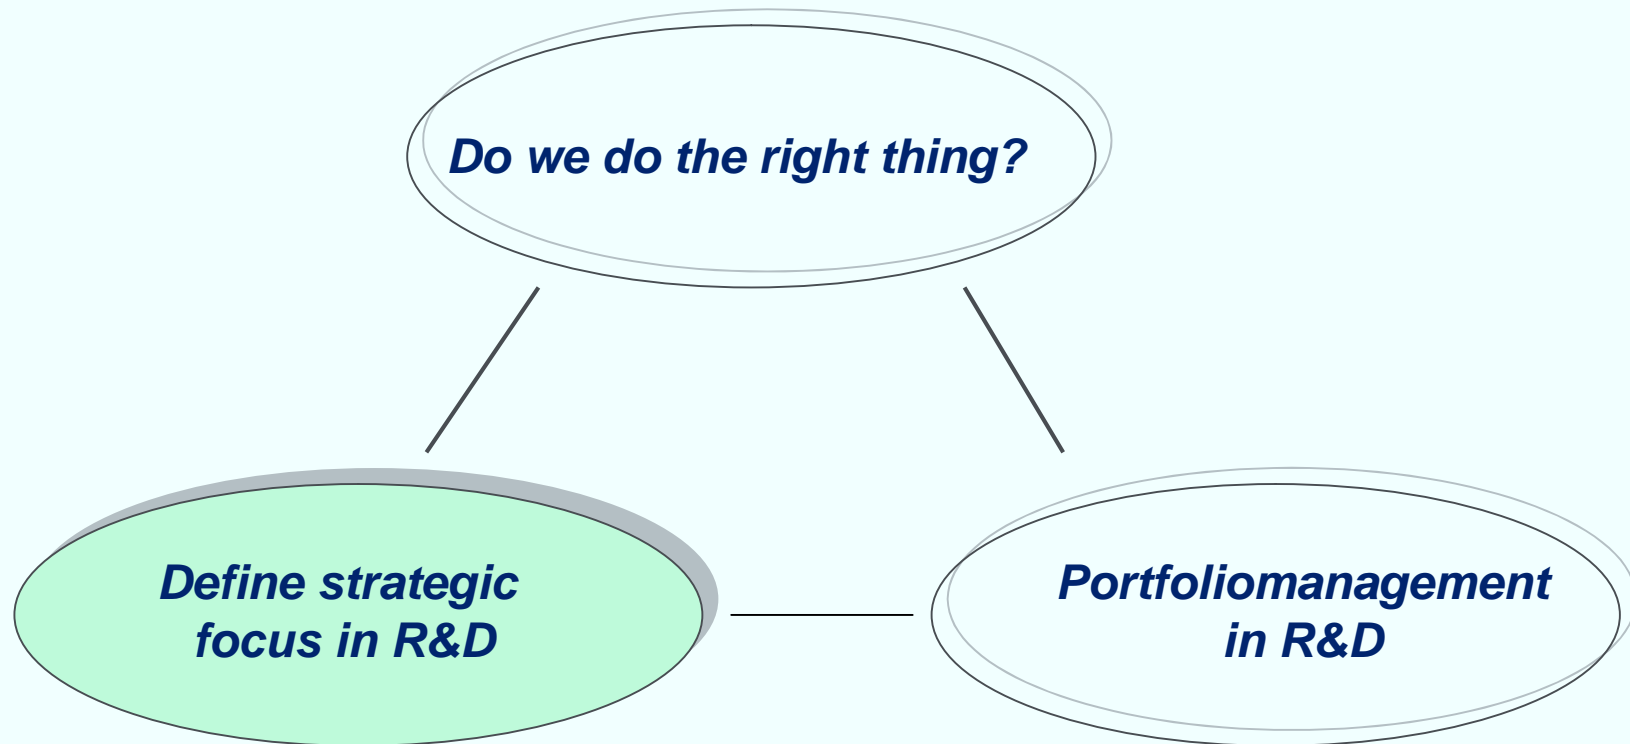 Do we do the right thing?
Define strategic
focus in R&D
Portfoliomanagement
in R&D